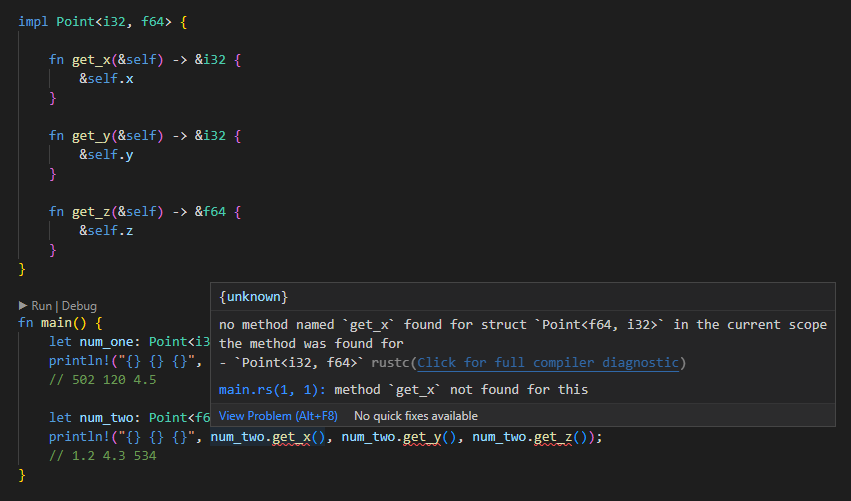 impl Point<i32, f64> {
fn get_x(&self) -> &i32 {
&self.x
}
fn get_y(&self) -> &i32 {
&self.y
}
fn get_z(&self) -> &f64 {
&self.z
}
}
{unknown}
no method named `get_x` found for struct `Point<f64, i32>` in the current scope
the method was found for
- `Point<i32, f64>` rustc(Click for full compiler diagnostic)
main.rs(1, 1): method `get_x` not found for this
View Problem (Alt+F8) No quick fixes available
Run | Debug
fn main() {
let num_one: Point<i3
println!("{} {} {}",
// 502 120 4.5
let num_two: Point<f6
println!("{} {} {}", num_two.get_x(), num_two.get_y(), num_two.get_z());
// 1.2 4.3 534
}